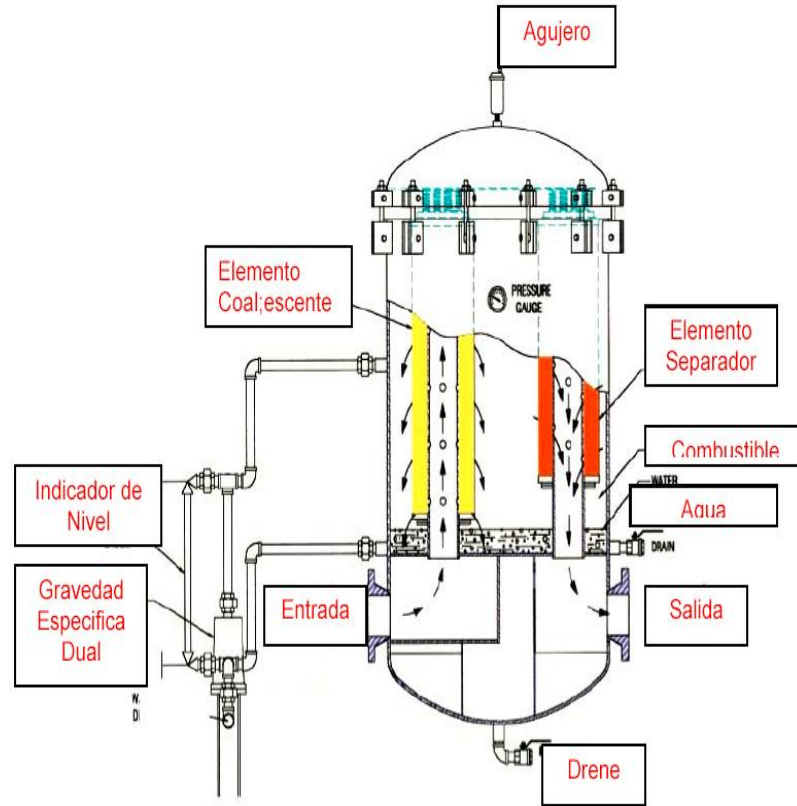 Agujero
Elemento
Coal;escente
PRESSURE
GAUGE
Elemento
Separador
Combustible
WATER
Agua
Indicador de
Nivel
DRAIN
Gravedad
Especifica
Dual
Entrada
Salida
Drene